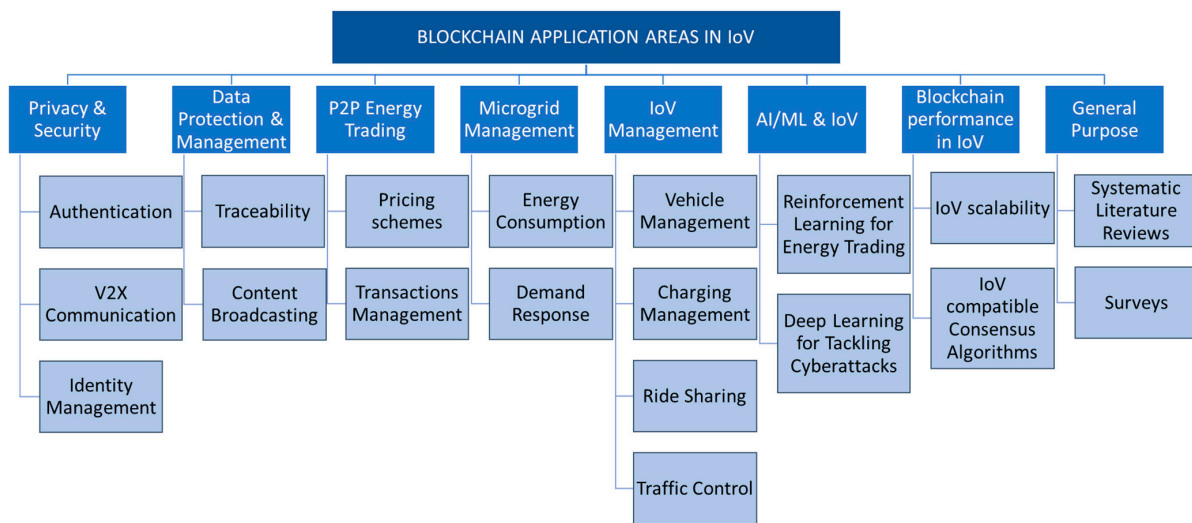 BLOCKCHAIN APPLICATION AREAS IN IoV
Privacy &
Security
Authentication
V2X
Communication
Identity
Management
Data
Protection &
Management
Traceability
Content
Broadcasting
P2P Energy
Trading
Pricing
schemes
Transactions
Management
Microgrid
Management
Energy
Consumption
Demand
Response
IoV
Management
Vehicle
Management
Charging
Management
Ride Sharing
Traffic Control
AI/ML & IoV
Reinforcement
Learning for
Energy Trading
Deep Learning
for Tackling
Cyberattacks
Blockchain
performance
in IoV
IoV scalability
IoV
compatible
Consensus
Algorithms
General
Purpose
Systematic
Literature
Reviews
Surveys